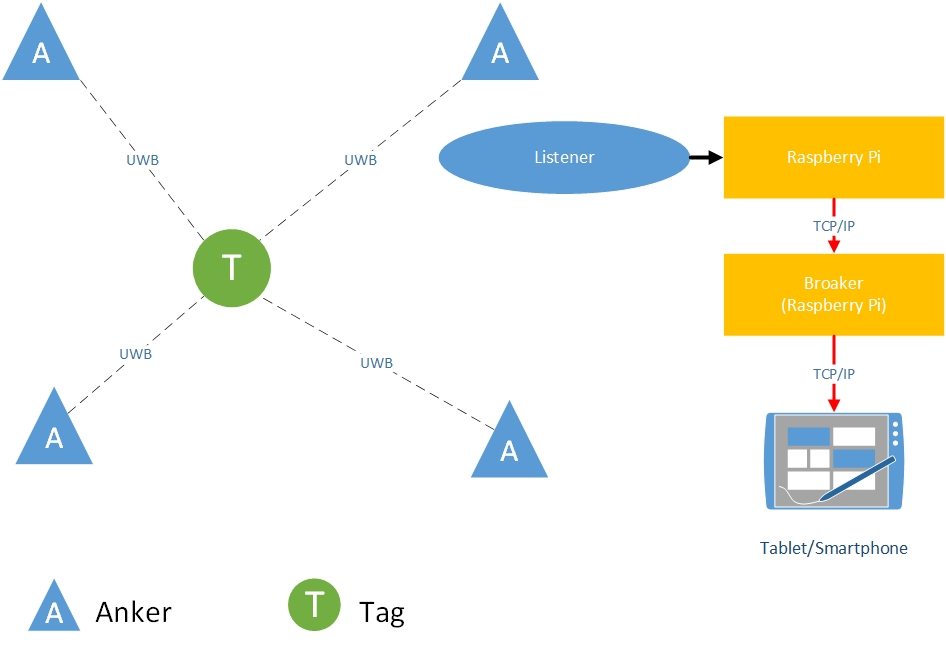 A
A
UWB
UWB
Listener
Raspberry Pi
TCP/IP
T
Broaker
(Raspberry Pi)
UWB
UWB
TCP/IP
A
A
Tablet/Smartphone
A
Anker
T
Tag